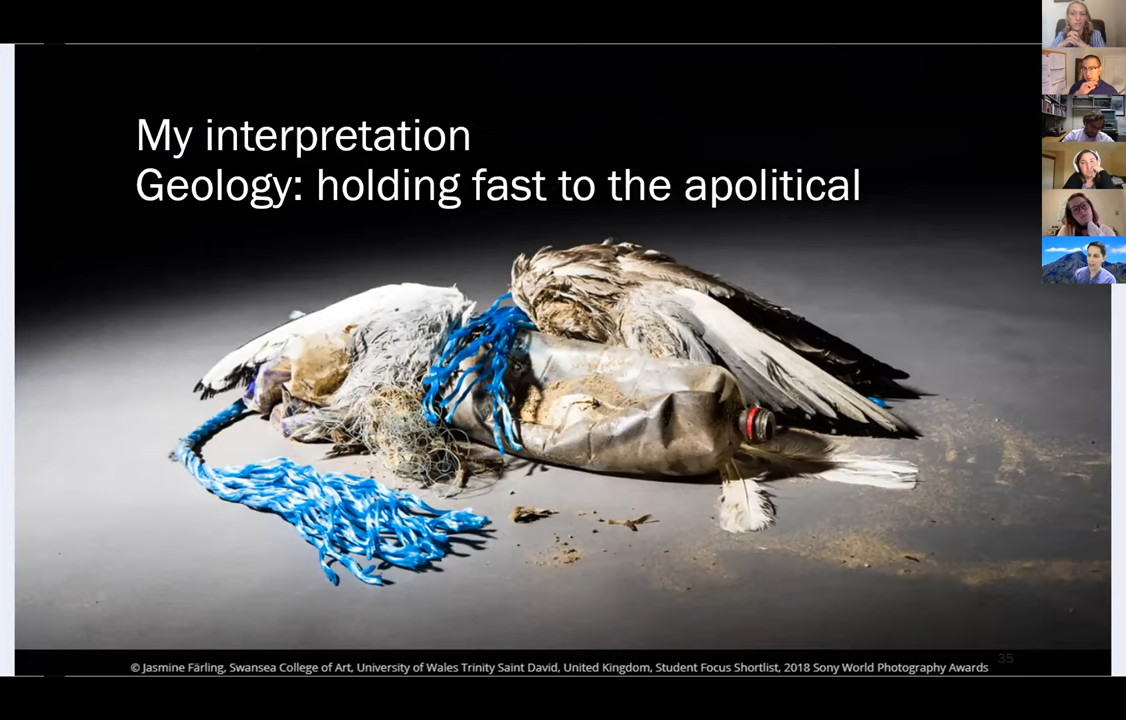 My interpretation
Geology: holding fast to the apolitical
© Jasmine Färling, Swansea College of Art, University of Wales Trinity Saint David, United Kingdom, Student Focus Shortlist, 2018 Sony World Photography Awards
35